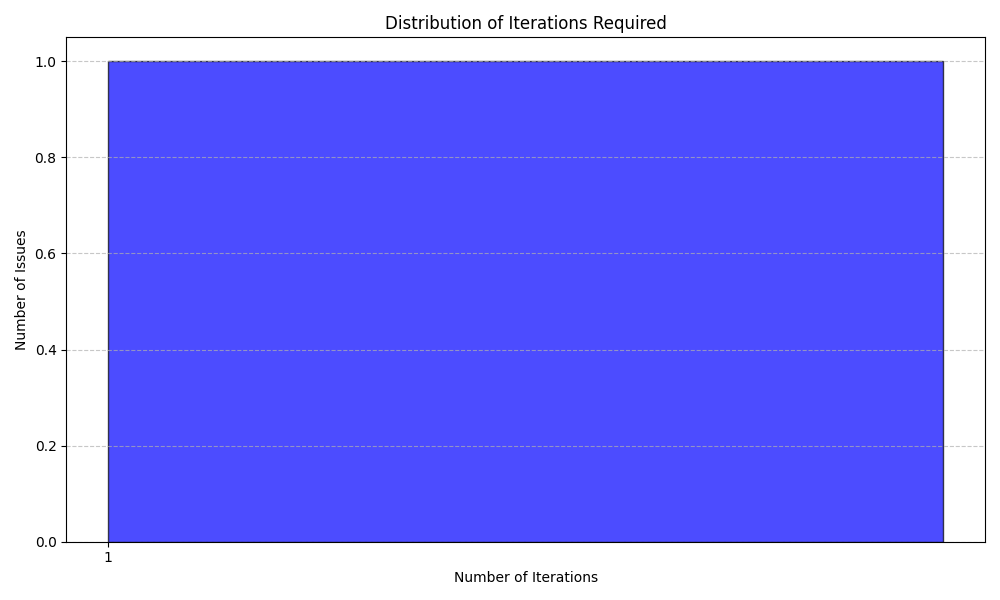 Distribution of Iterations Required
1.0
0.8
0.6
0.4
0.2
0.0
Number of Issues
1
Number of Iterations